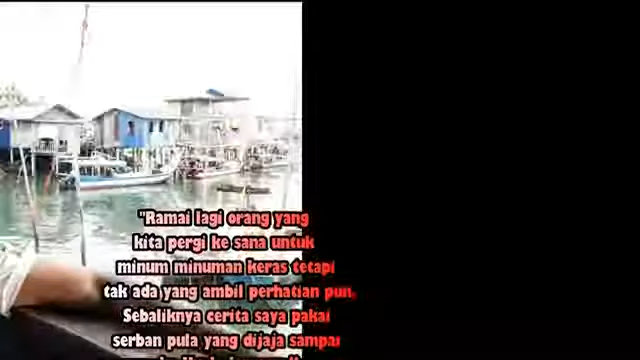 "Ramai lagi orang yang
kita pergi ke sana untuk
minum minuman keras tetapi
tak ada yang ambil perhatian pun,
Sebaliknya cerita saya pakai
serban pula yang dijaja sampai